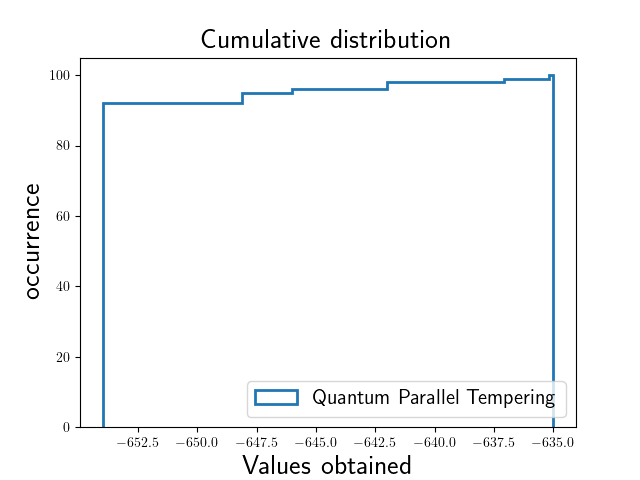 Cumulative distribution
100
80
60
40
20
0
occurrence
Quantum Parallel Tempering
−652.5 −650.0 −647.5 −645.0 −642.5 −640.0 −637.5 −635.0
Values obtained